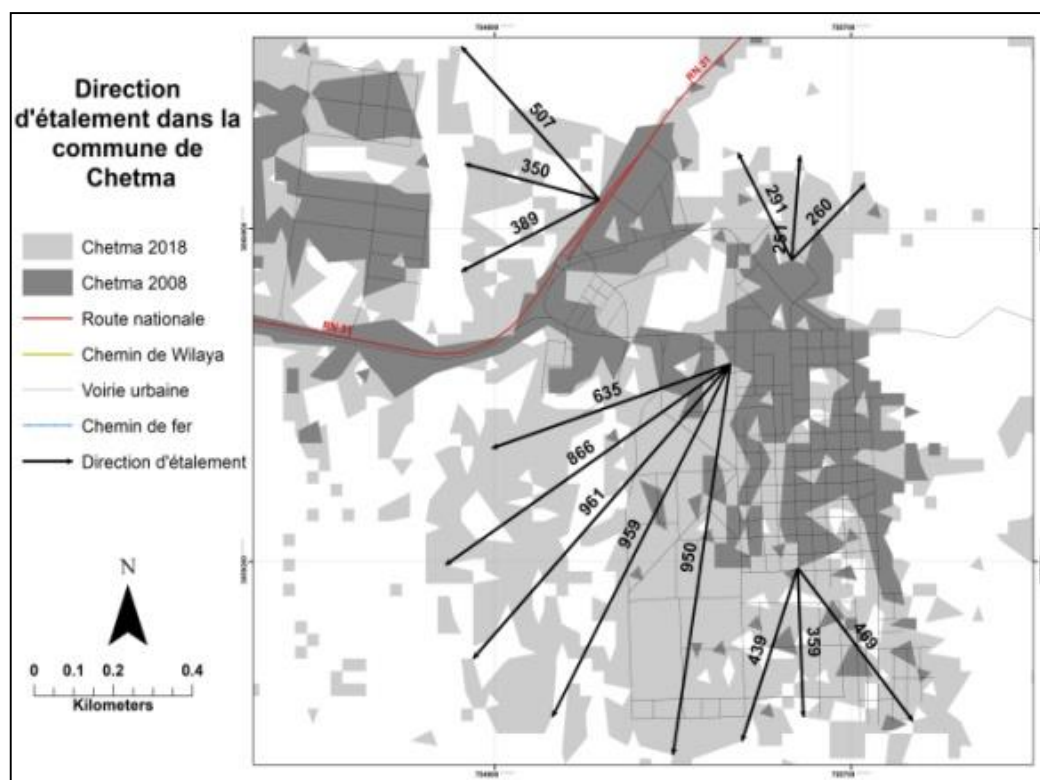 Direction
d'étalement dans la
commune de
Chetma
Chetma 2018
Chetma 2008
Route nationale
Chemin de Wilaya
Voirie urbaine
Chemin de fer
Direction d'étalement
N
0 0.1 0.2 0.4
Kilometers
RN 31
507
350
389
291
257
260
RN 31
635
866
961
959
950
439
359
469